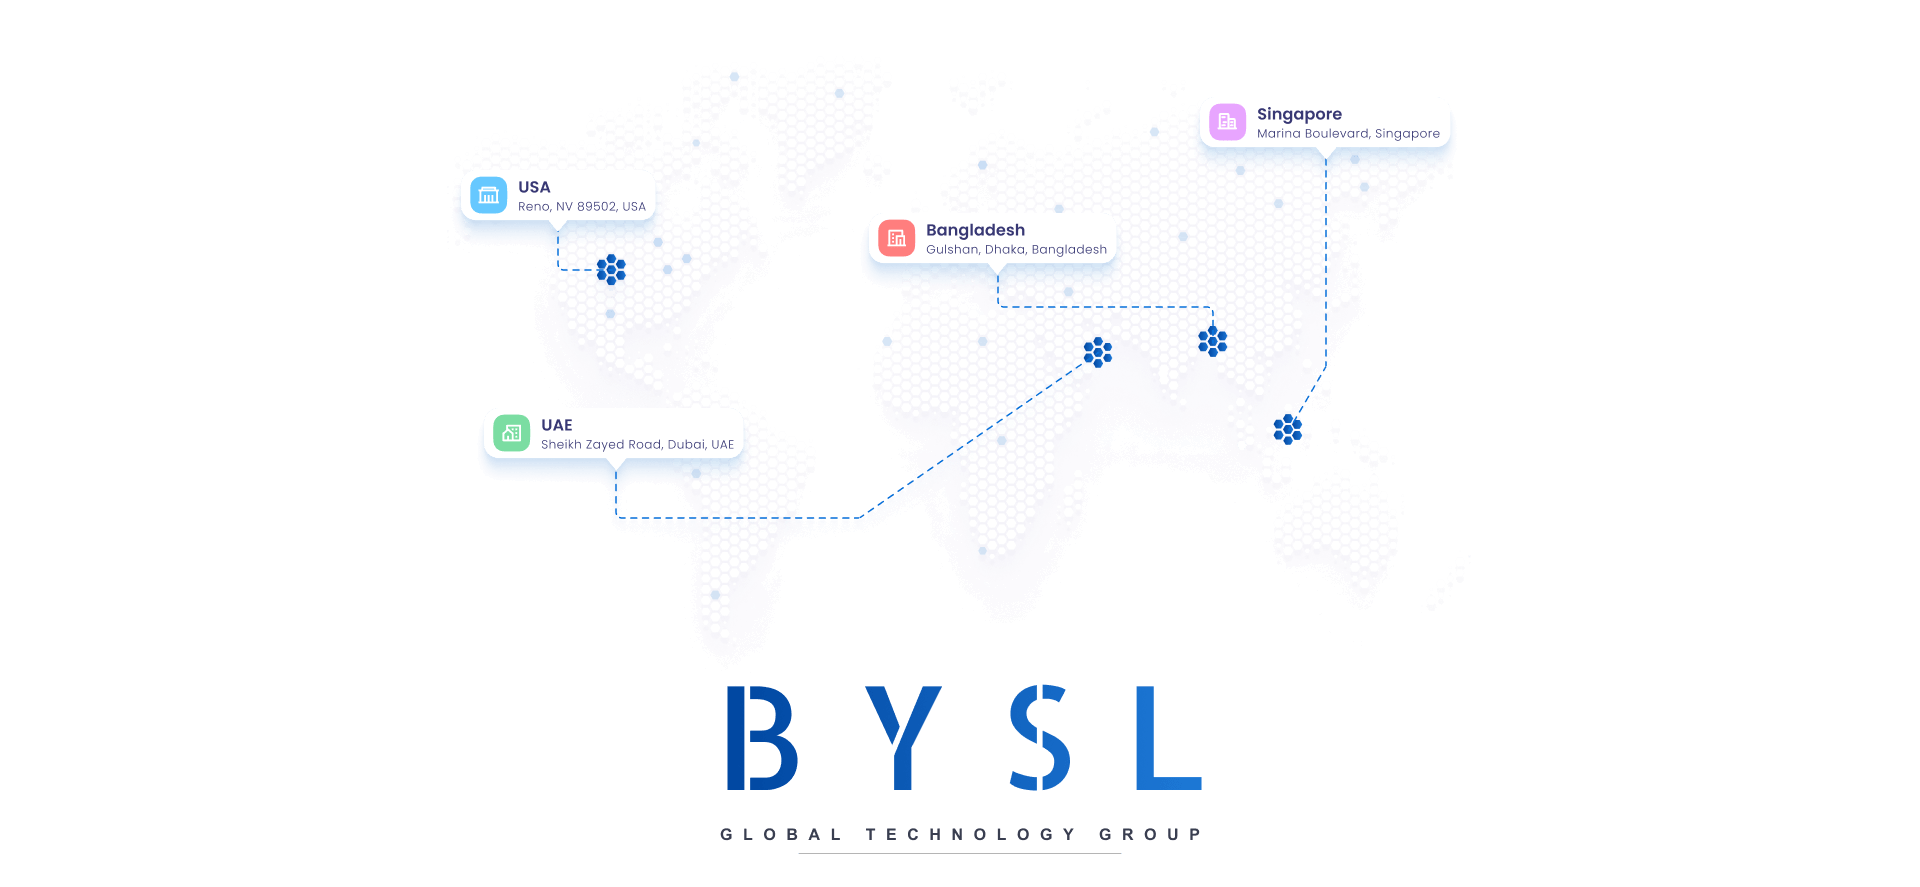 Singapore
Marina Boulevard, Singapore
USA
Reno, NV 89502, USA
Bangladesh
Gulshan, Dhaka, Bangladesh
UAE
Sheikh Zayed Road, Dubai, UAE
BYSL
GLOBAL TECHNOLOGY GROUP